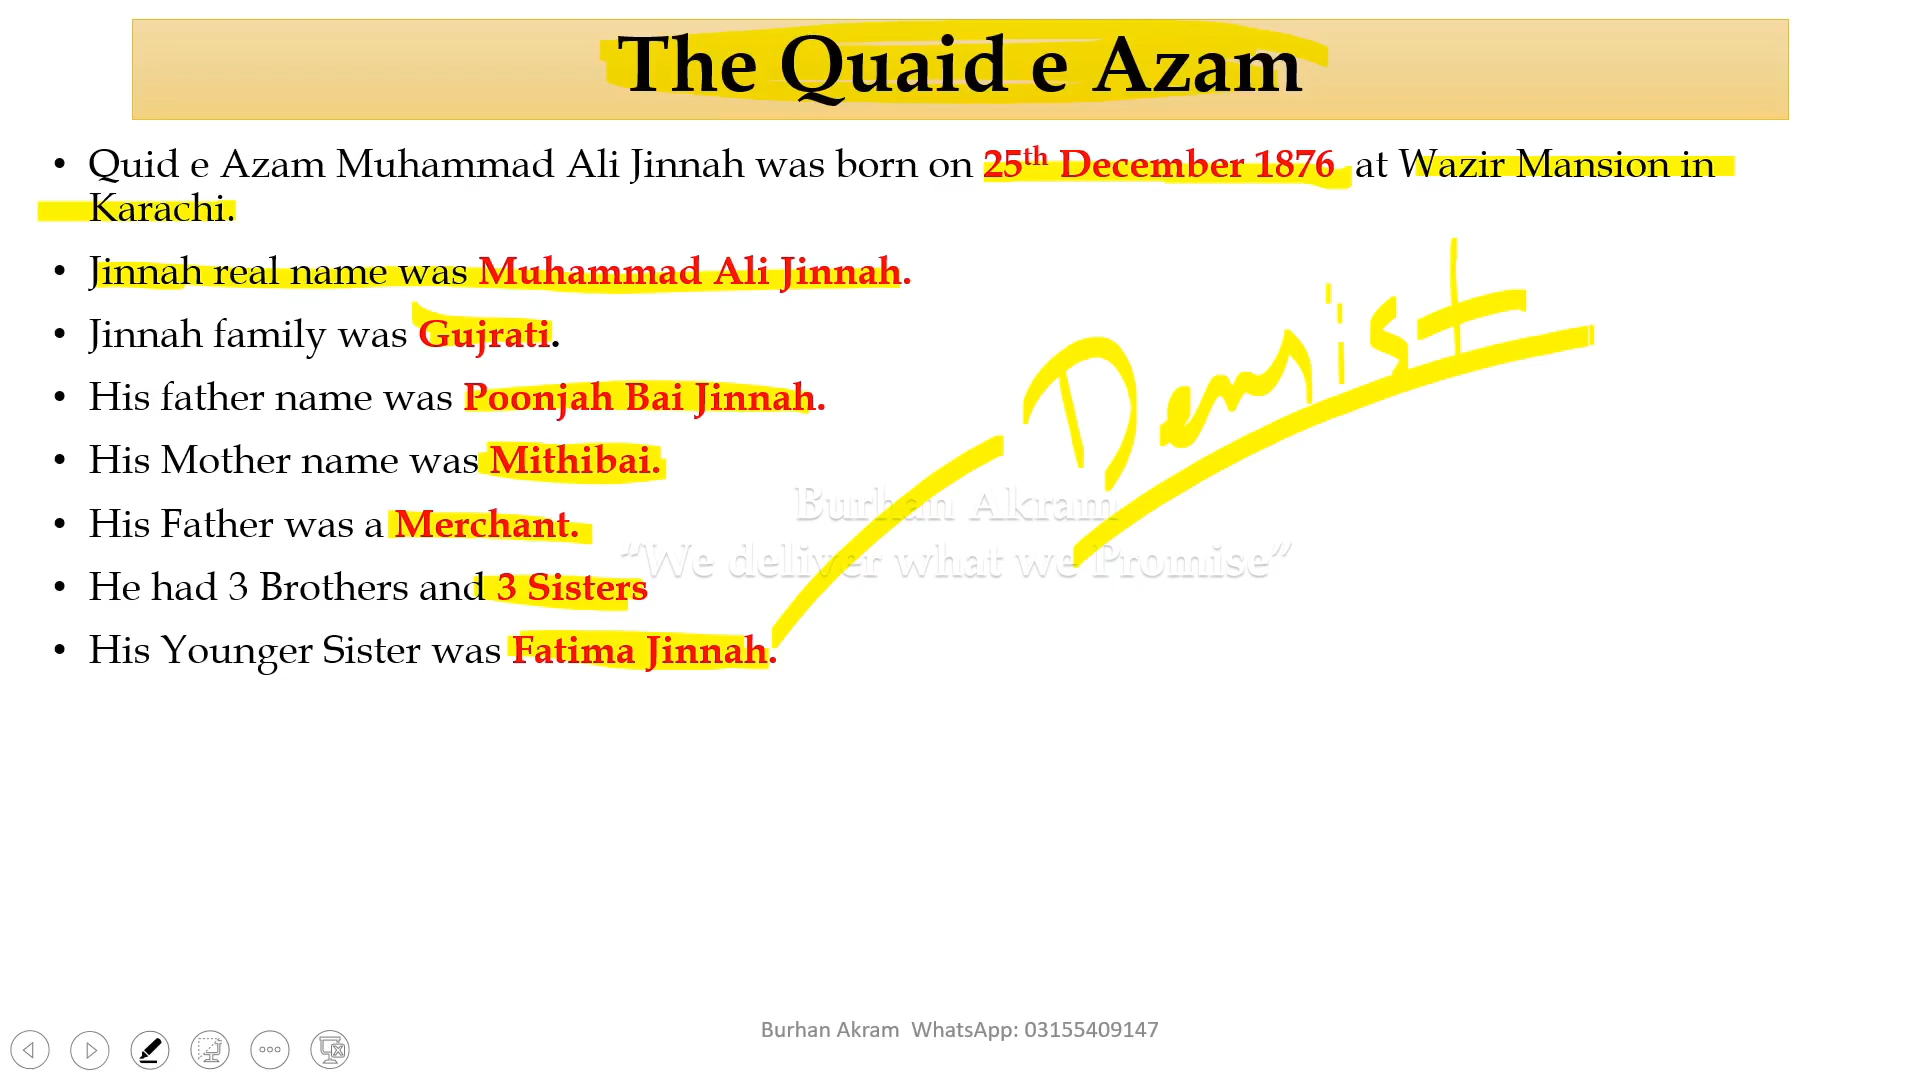 The Quaid e Azam
• Quid e Azam Muhammad Ali Jinnah was born on 25th December 1876 at Wazir Mansion in
Karachi.
• Jinnah real name was Muhammad Ali Jinnah.
• Jinnah family was Gujrati.
• His father name was Poonjah Bai Jinnah.
• His Mother name was Mithibai.
• His Father was a Merchant.
• He had 3 Brothers and 3 Sisters
• His Younger Sister was Fatima Jinnah.
Burhan Akram
“We deliver what we Promise”
Burhan Akram WhatsApp: 03155409147